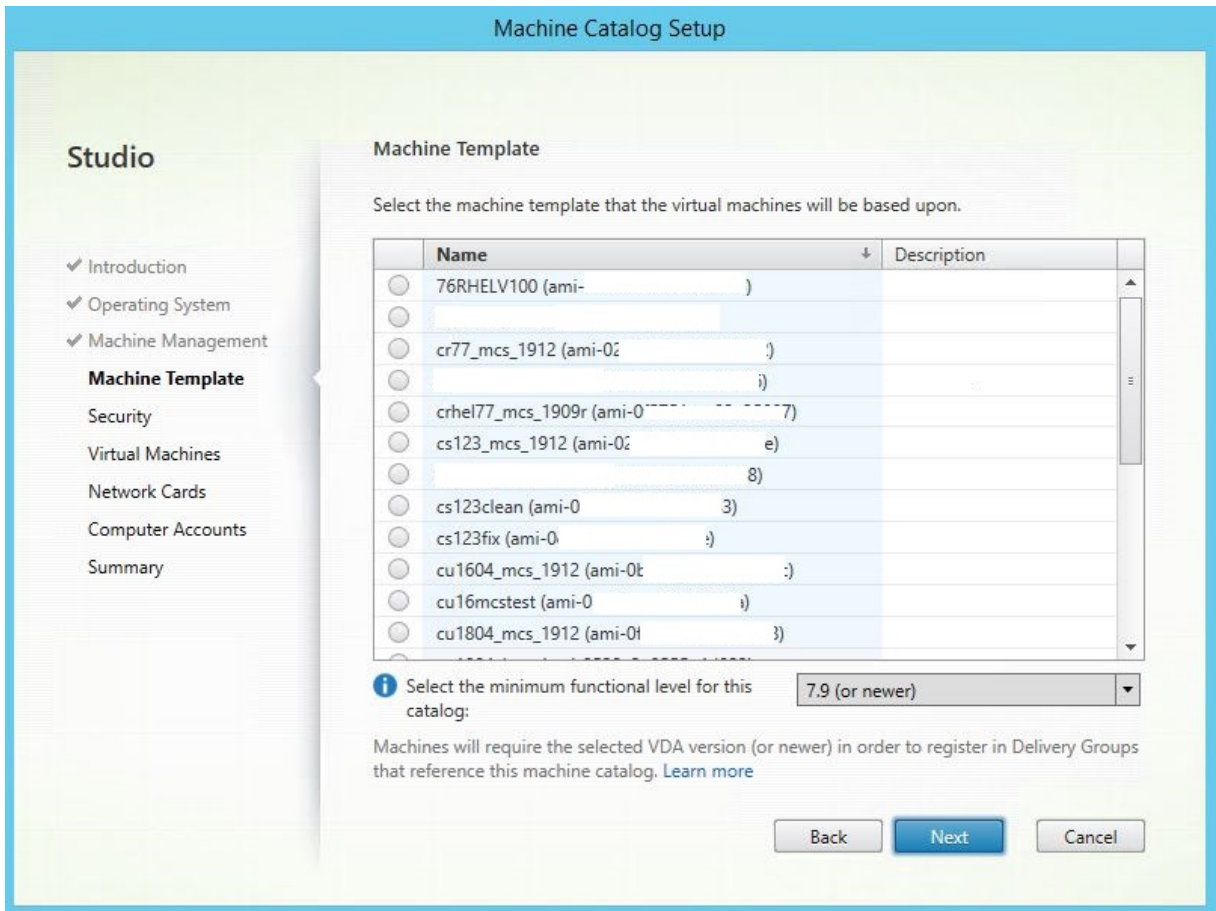 Machine Catalog Setup
Studio
Introduction
Operating System
Machine Management
Machine Template
Security
Virtual Machines
Network Cards
Computer Accounts
Summary
Machine Template
Select the machine template that the virtual machines will be based upon.
Name Description
76RHELV100 (ami- )
cr77_mcs_1912 (ami-02 )
)
crhel77_mcs_1909r (ami-0 7)
cs123_mcs_1912 (ami-02 e)
8)
cs123clean (ami-0 3)
cs123fix (ami-0 )
cu1604_mcs_1912 (ami-0b )
cu16mcstest (ami-0 )
cu1804_mcs_1912 (ami-0f )
Select the minimum functional level for this
catalog:
7.9 (or newer)
Machines will require the selected VDA version (or newer) in order to register in Delivery Groups
that reference this machine catalog. Learn more
Back Next Cancel